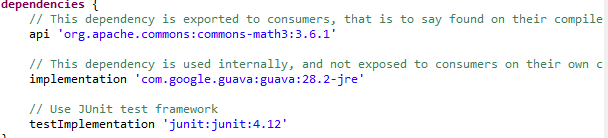 dependencies {
// This dependency is exported to consumers, that is to say found on their compile
api 'org.apache.commons:commons-math3:3.6.1'
// This dependency is used internally, and not exposed to consumers on their own c
implementation 'com.google.guava:guava:28.2-jre'
// Use JUnit test framework
testImplementation 'junit:junit:4.12'
}